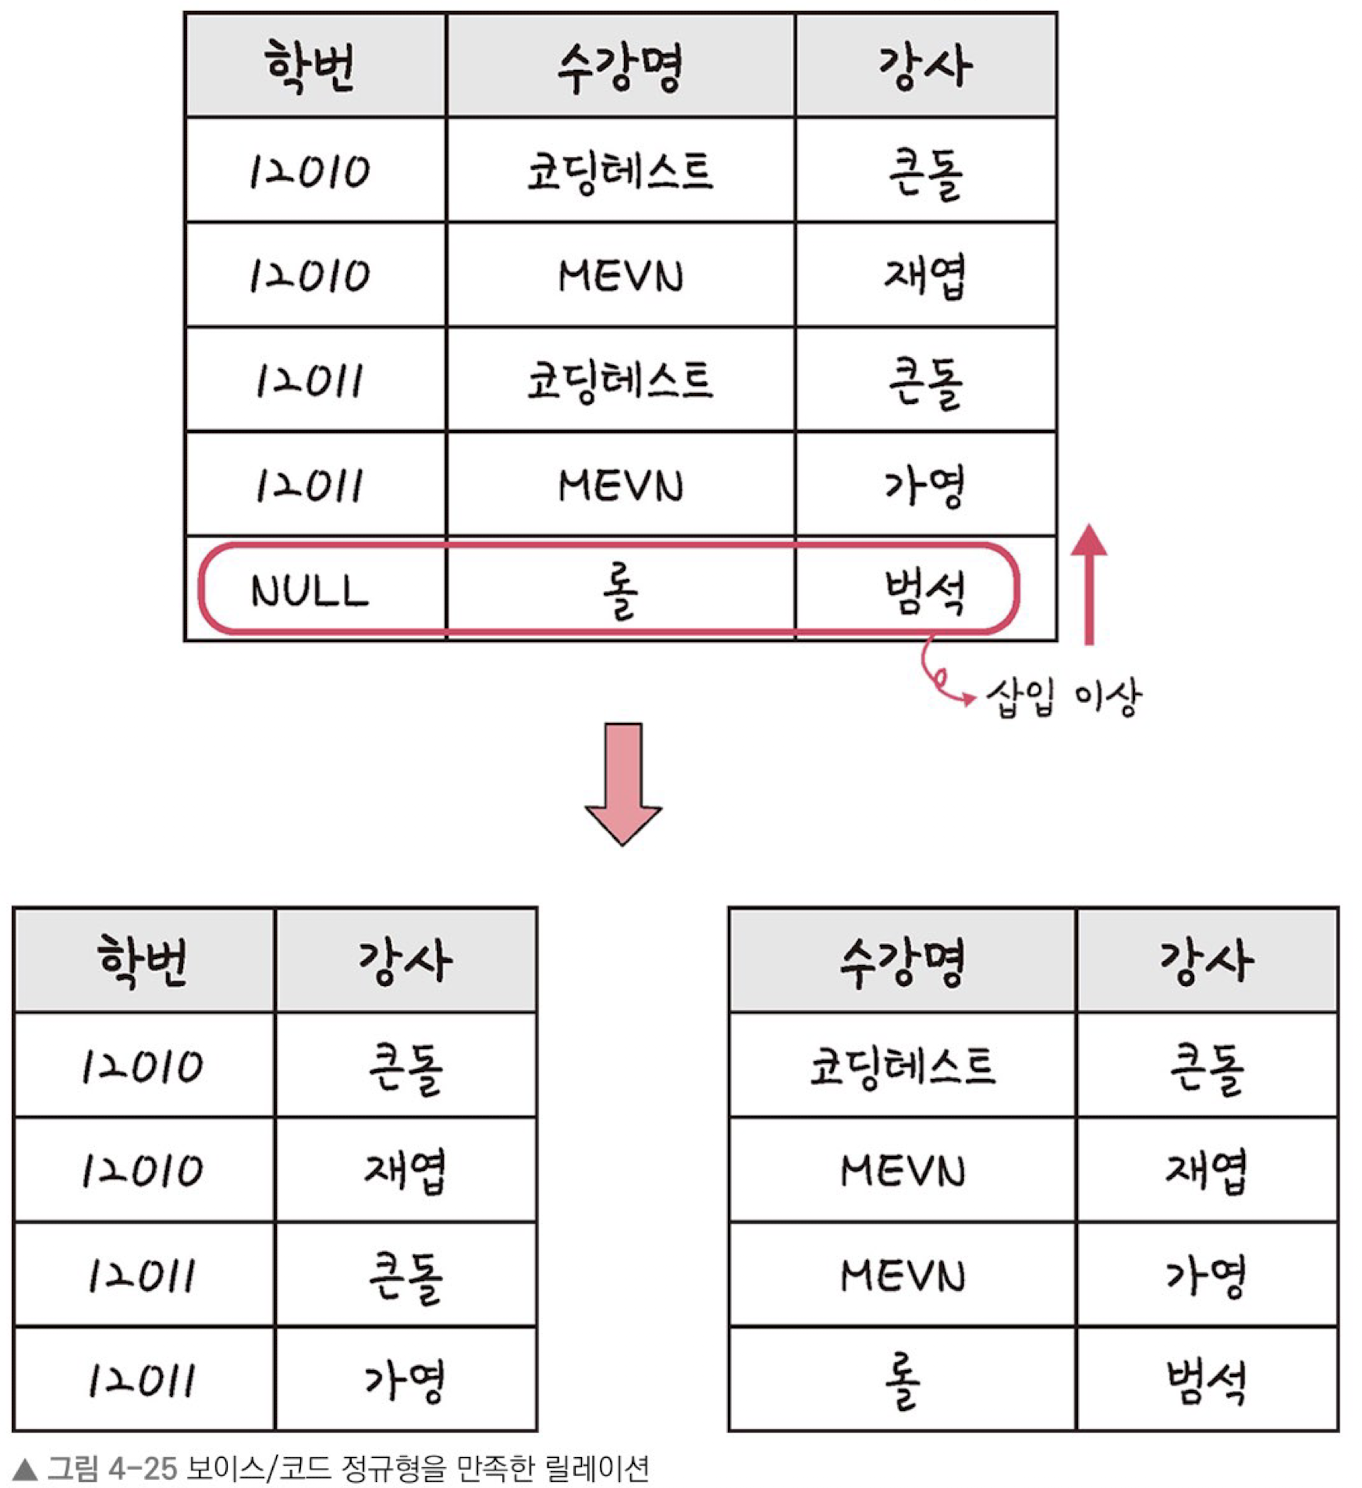 학번 수강명 강사
12010 코딩테스트 큰돌
12010 MEVN 재엽
12011 코딩테스트 큰돌
12011 MEVN 가영
NULL 롤 범석
삽입 이상
학번 강사
12010 큰돌
12010 재엽
12011 큰돌
12011 가영
수강명 강사
코딩테스트 큰돌
MEVN 재엽
MEVN 가영
롤 범석
▲ 그림 4-25 보이스/코드 정규형을 만족한 릴레이션